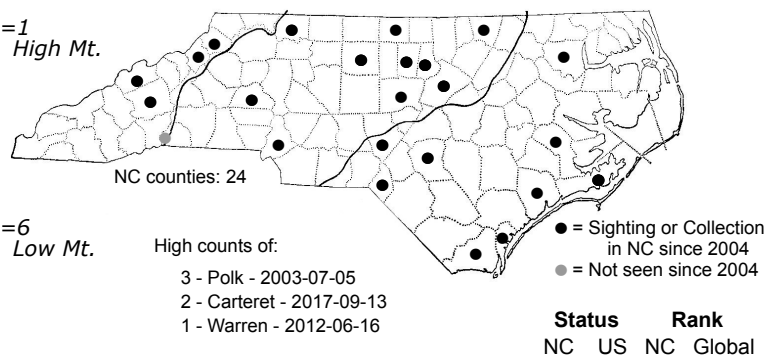 =1
High Mt.
NC counties: 24
=6
Low Mt.
High counts of:
3 - Polk - 2003-07-05
2 - Carteret - 2017-09-13
1 - Warren - 2012-06-16
= Sighting or Collection
in NC since 2004
= Not seen since 2004
Status Rank
NC US NC Global